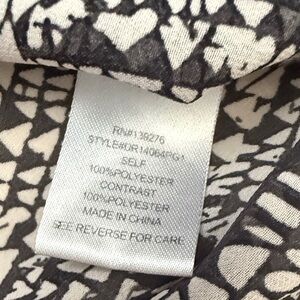 RN#139276
STYLE#DR14064PG1
SELF
100%POLYESTER
CONTRAST
100%POLYESTER
MADE IN CHINA
SEE REVERSE FOR CARE